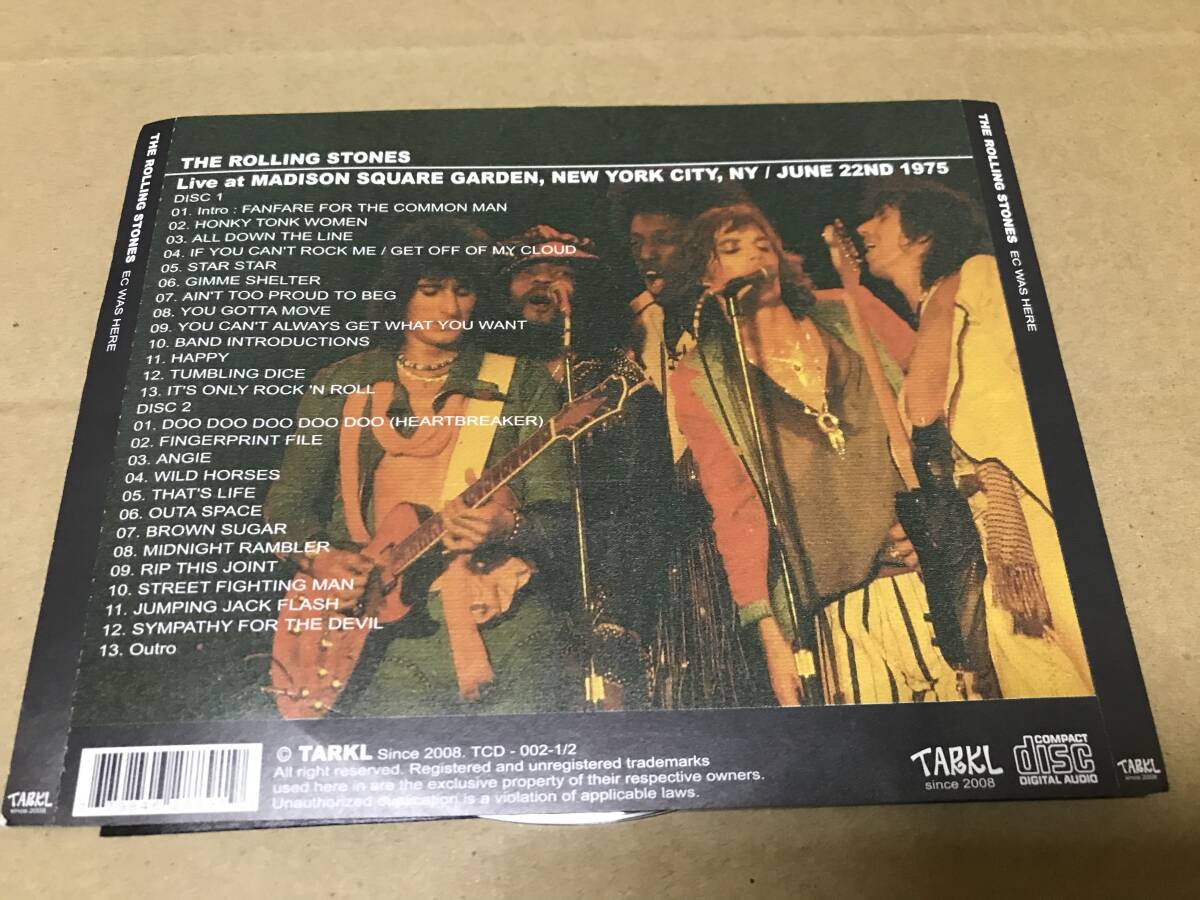 THE ROLLING STONES EC WAS HERE
THE ROLLING STONES
Live at MADISON SQUARE GARDEN, NEW YORK CITY, NY / JUNE 22ND 1975
DISC 1
01. Intro : FANFARE FOR THE COMMON MAN
02. HONKY TONK WOMEN
03. ALL DOWN THE LINE
04. IF YOU CAN'T ROCK ME / GET OFF OF MY CLOUD
05. STAR STAR
06. GIMME SHELTER
07. AIN'T TOO PROUD TO BEG
08. YOU GOTTA MOVE
09. YOU CAN'T ALWAYS GET WHAT YOU WANT
10. BAND INTRODUCTIONS
11. HAPPY
12. TUMBLING DICE
13. IT'S ONLY ROCK 'N ROLL
DISC 2
01. DOO DOO DOO DOO DOO (HEARTBREAKER)
02. FINGERPRINT FILE
03. ANGIE
04. WILD HORSES
05. THAT'S LIFE
06. OUTA SPACE
07. BROWN SUGAR
08. MIDNIGHT RAMBLER
09. RIP THIS JOINT
10. STREET FIGHTING MAN
11. JUMPING JACK FLASH
12. SYMPATHY FOR THE DEVIL
13. Outro
THE ROLLING STONES EC WAS HERE
TARKL
since 2008
© TARKL Since 2008. TCD - 002-1/2
All right reserved. Registered and unregistered trademarks
used here in are the exclusive property of their respective owners.
Unauthorized duplication is a violation of applicable laws.
TARKL
since 2008
COMPACT
disc
DIGITAL AUDIO
TARKL
since 2008